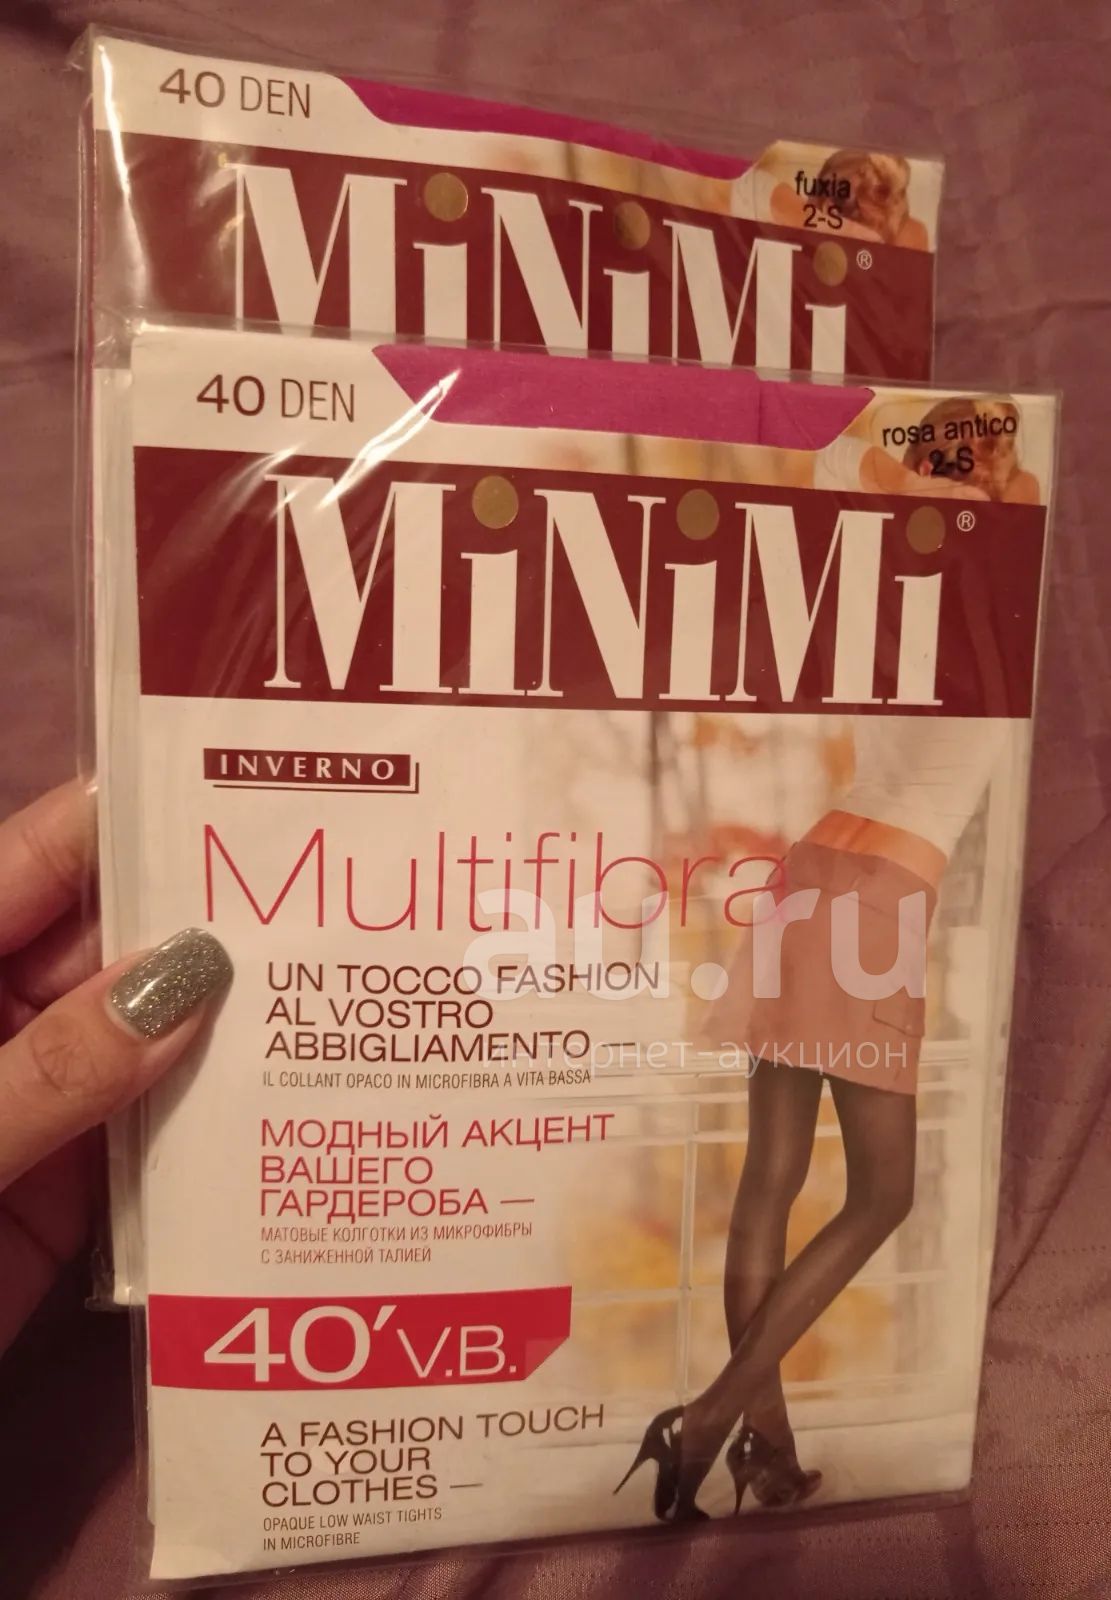 40 DEN
fuxia
2-S
MiNiMi®
40 DEN
rosa antico
2-S
MiNiMi®
INVERNO
Multifibra
au.ru
интернет-аукцион
UN TOCCO FASHION
AL VOSTRO
ABBIGLIAMENTO —
IL COLLANT OPACO IN MICROFIBRA A VITA BASSA
МОДНЫЙ АКЦЕНТ
ВАШЕГО
ГАРДЕРОБА —
МАТОВЫЕ КОЛГОТКИ ИЗ МИКРОФИБРЫ
С ЗАНИЖЕННОЙ ТАЛИЕЙ
40' V.B.
A FASHION TOUCH
TO YOUR
CLOTHES —
OPAQUE LOW WAIST TIGHTS
IN MICROFIBRE